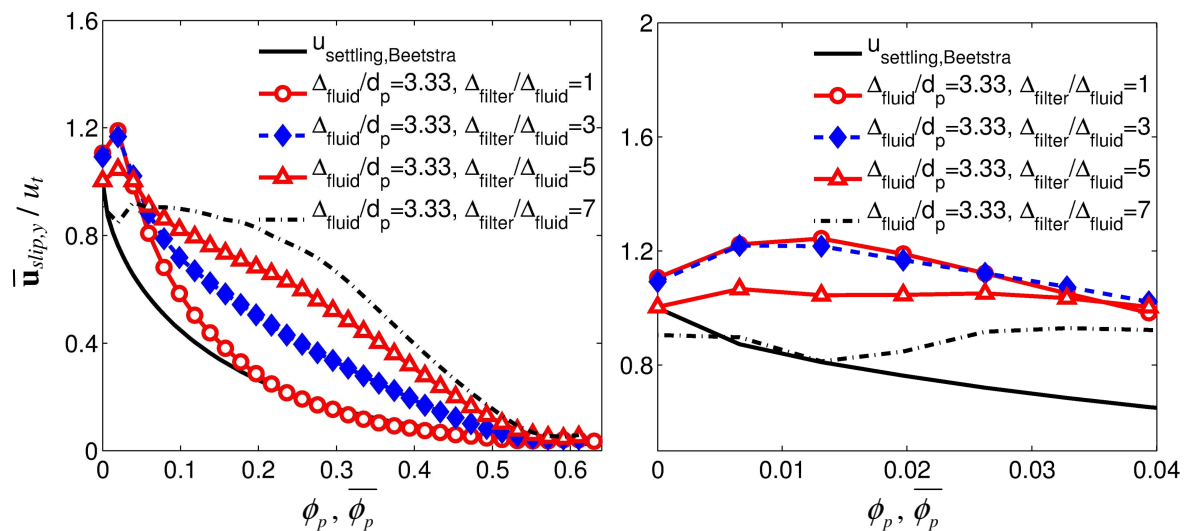 1.6
1.2
0.8
0.4
0
u̅_slip,y / u_t
u_settling,Beetstra
Δ_fluid/d_p=3.33, Δ_filter/Δ_fluid=1
Δ_fluid/d_p=3.33, Δ_filter/Δ_fluid=3
Δ_fluid/d_p=3.33, Δ_filter/Δ_fluid=5
Δ_fluid/d_p=3.33, Δ_filter/Δ_fluid=7
0 0.1 0.2 0.3 0.4 0.5 0.6
ϕ_p, ϕ_p̅
2
1.6
1.2
0.8
u_settling,Beetstra
Δ_fluid/d_p=3.33, Δ_filter/Δ_fluid=1
Δ_fluid/d_p=3.33, Δ_filter/Δ_fluid=3
Δ_fluid/d_p=3.33, Δ_filter/Δ_fluid=5
Δ_fluid/d_p=3.33, Δ_filter/Δ_fluid=7
0 0.01 0.02 0.03 0.04
ϕ_p, ϕ_p̅